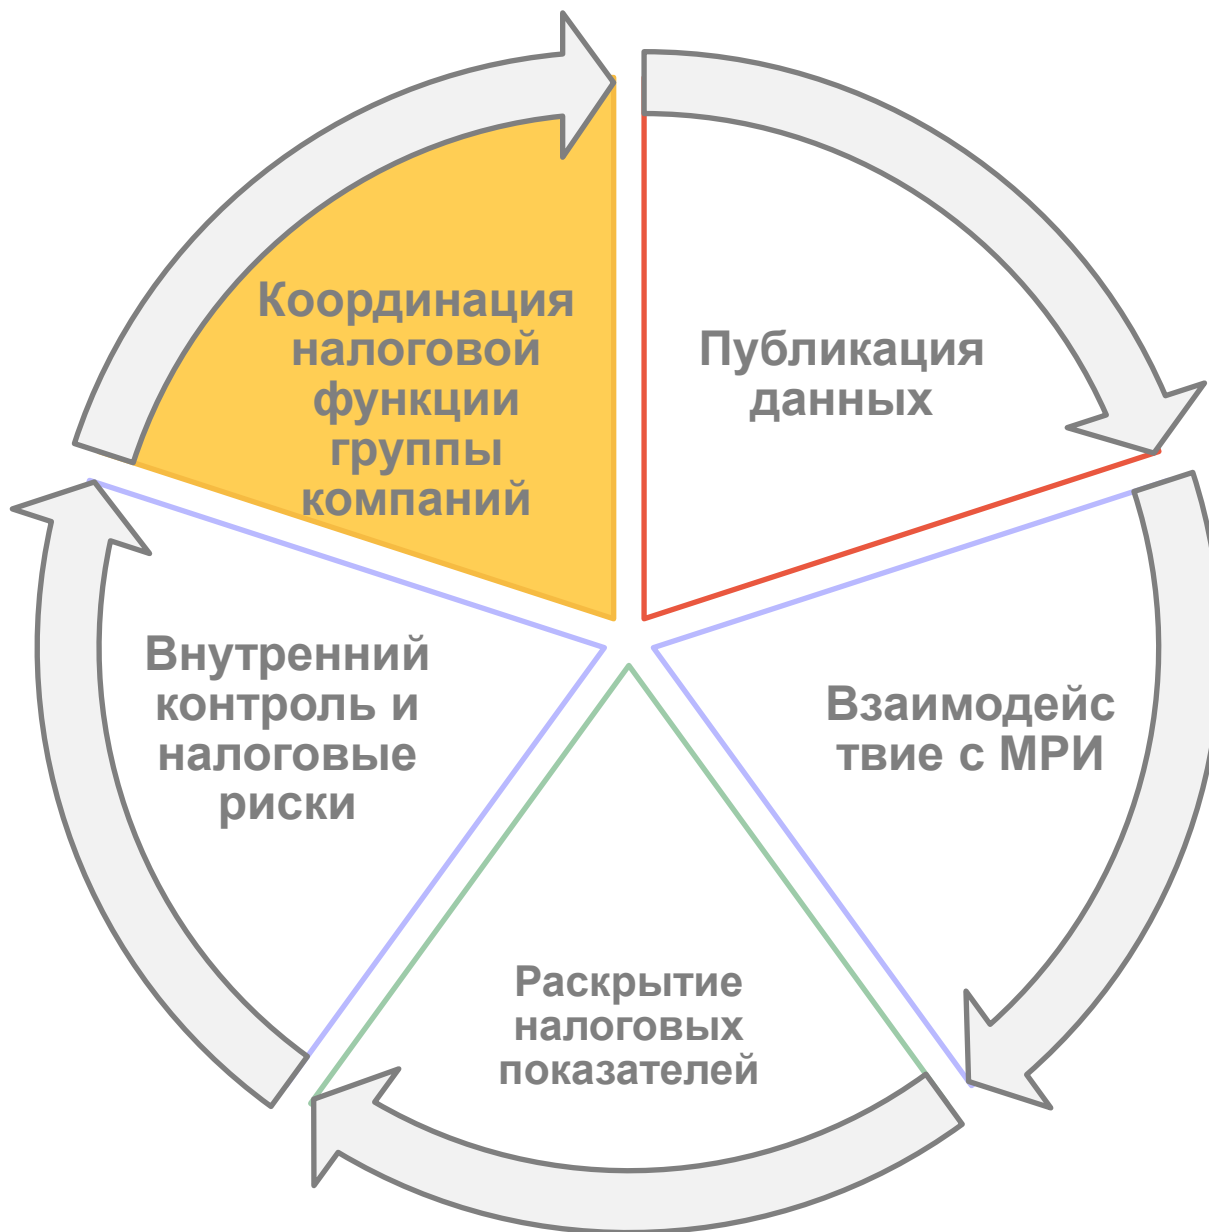 Координация
налоговой
функции
группы
компаний
Публикация
данных
Взаимодейс
твие с МРИ
Раскрытие
налоговых
показателей
Внутренний
контроль и
налоговые
риски